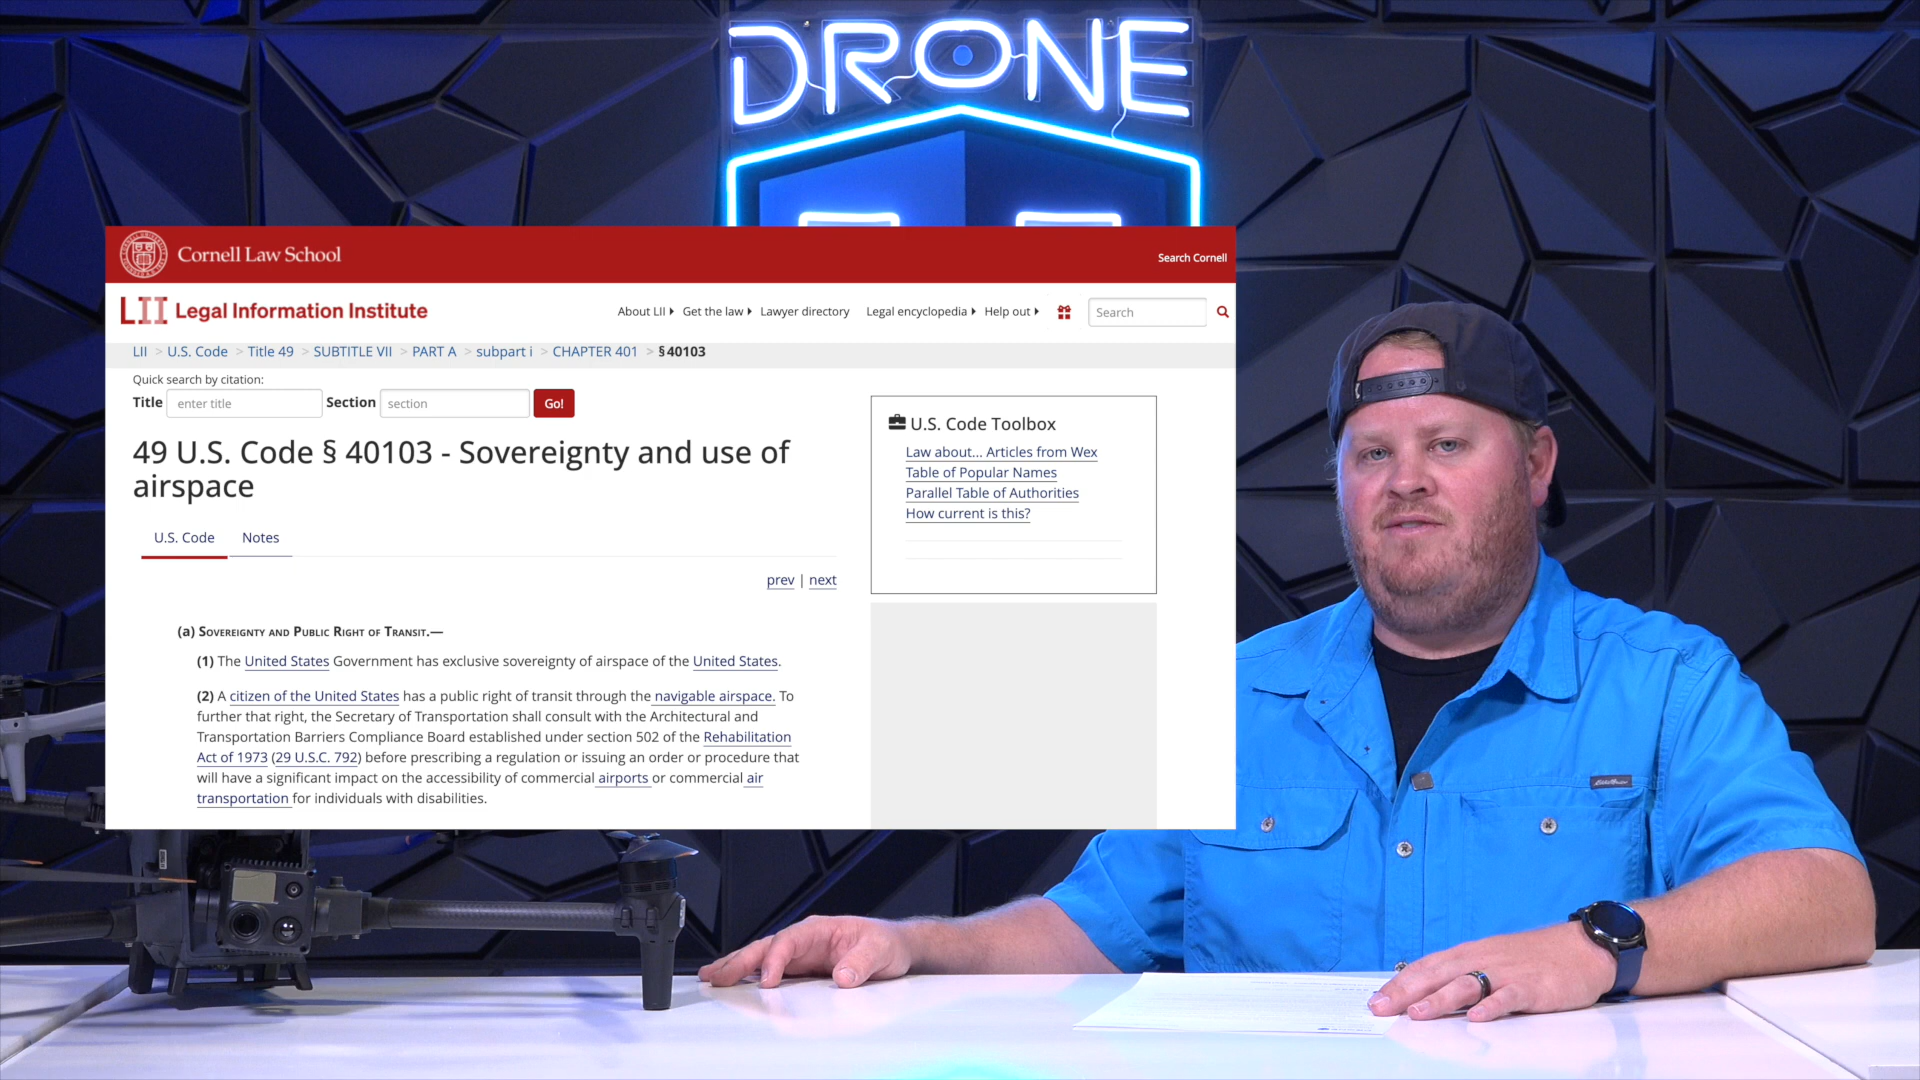 DRONE
Cornell Law School
Search Cornell
LII Legal Information Institute
About LII Get the law Lawyer directory Legal encyclopedia Help out Search
LII > U.S. Code > Title 49 > SUBTITLE VII > PART A > subpart i > CHAPTER 401 > § 40103
Quick search by citation:
Title enter title Section section Go!
49 U.S. Code § 40103 - Sovereignty and use of
airspace
U.S. Code Notes
prev | next
(a) Sovereignty and Public Right of Transit.—
(1) The United States Government has exclusive sovereignty of airspace of the United States.
(2) A citizen of the United States has a public right of transit through the navigable airspace. To
further that right, the Secretary of Transportation shall consult with the Architectural and
Transportation Barriers Compliance Board established under section 502 of the Rehabilitation
Act of 1973 (29 U.S.C. 792) before prescribing a regulation or issuing an order or procedure that
will have a significant impact on the accessibility of commercial airports or commercial air
transportation for individuals with disabilities.
U.S. Code Toolbox
Law about... Articles from Wex
Table of Popular Names
Parallel Table of Authorities
How current is this?